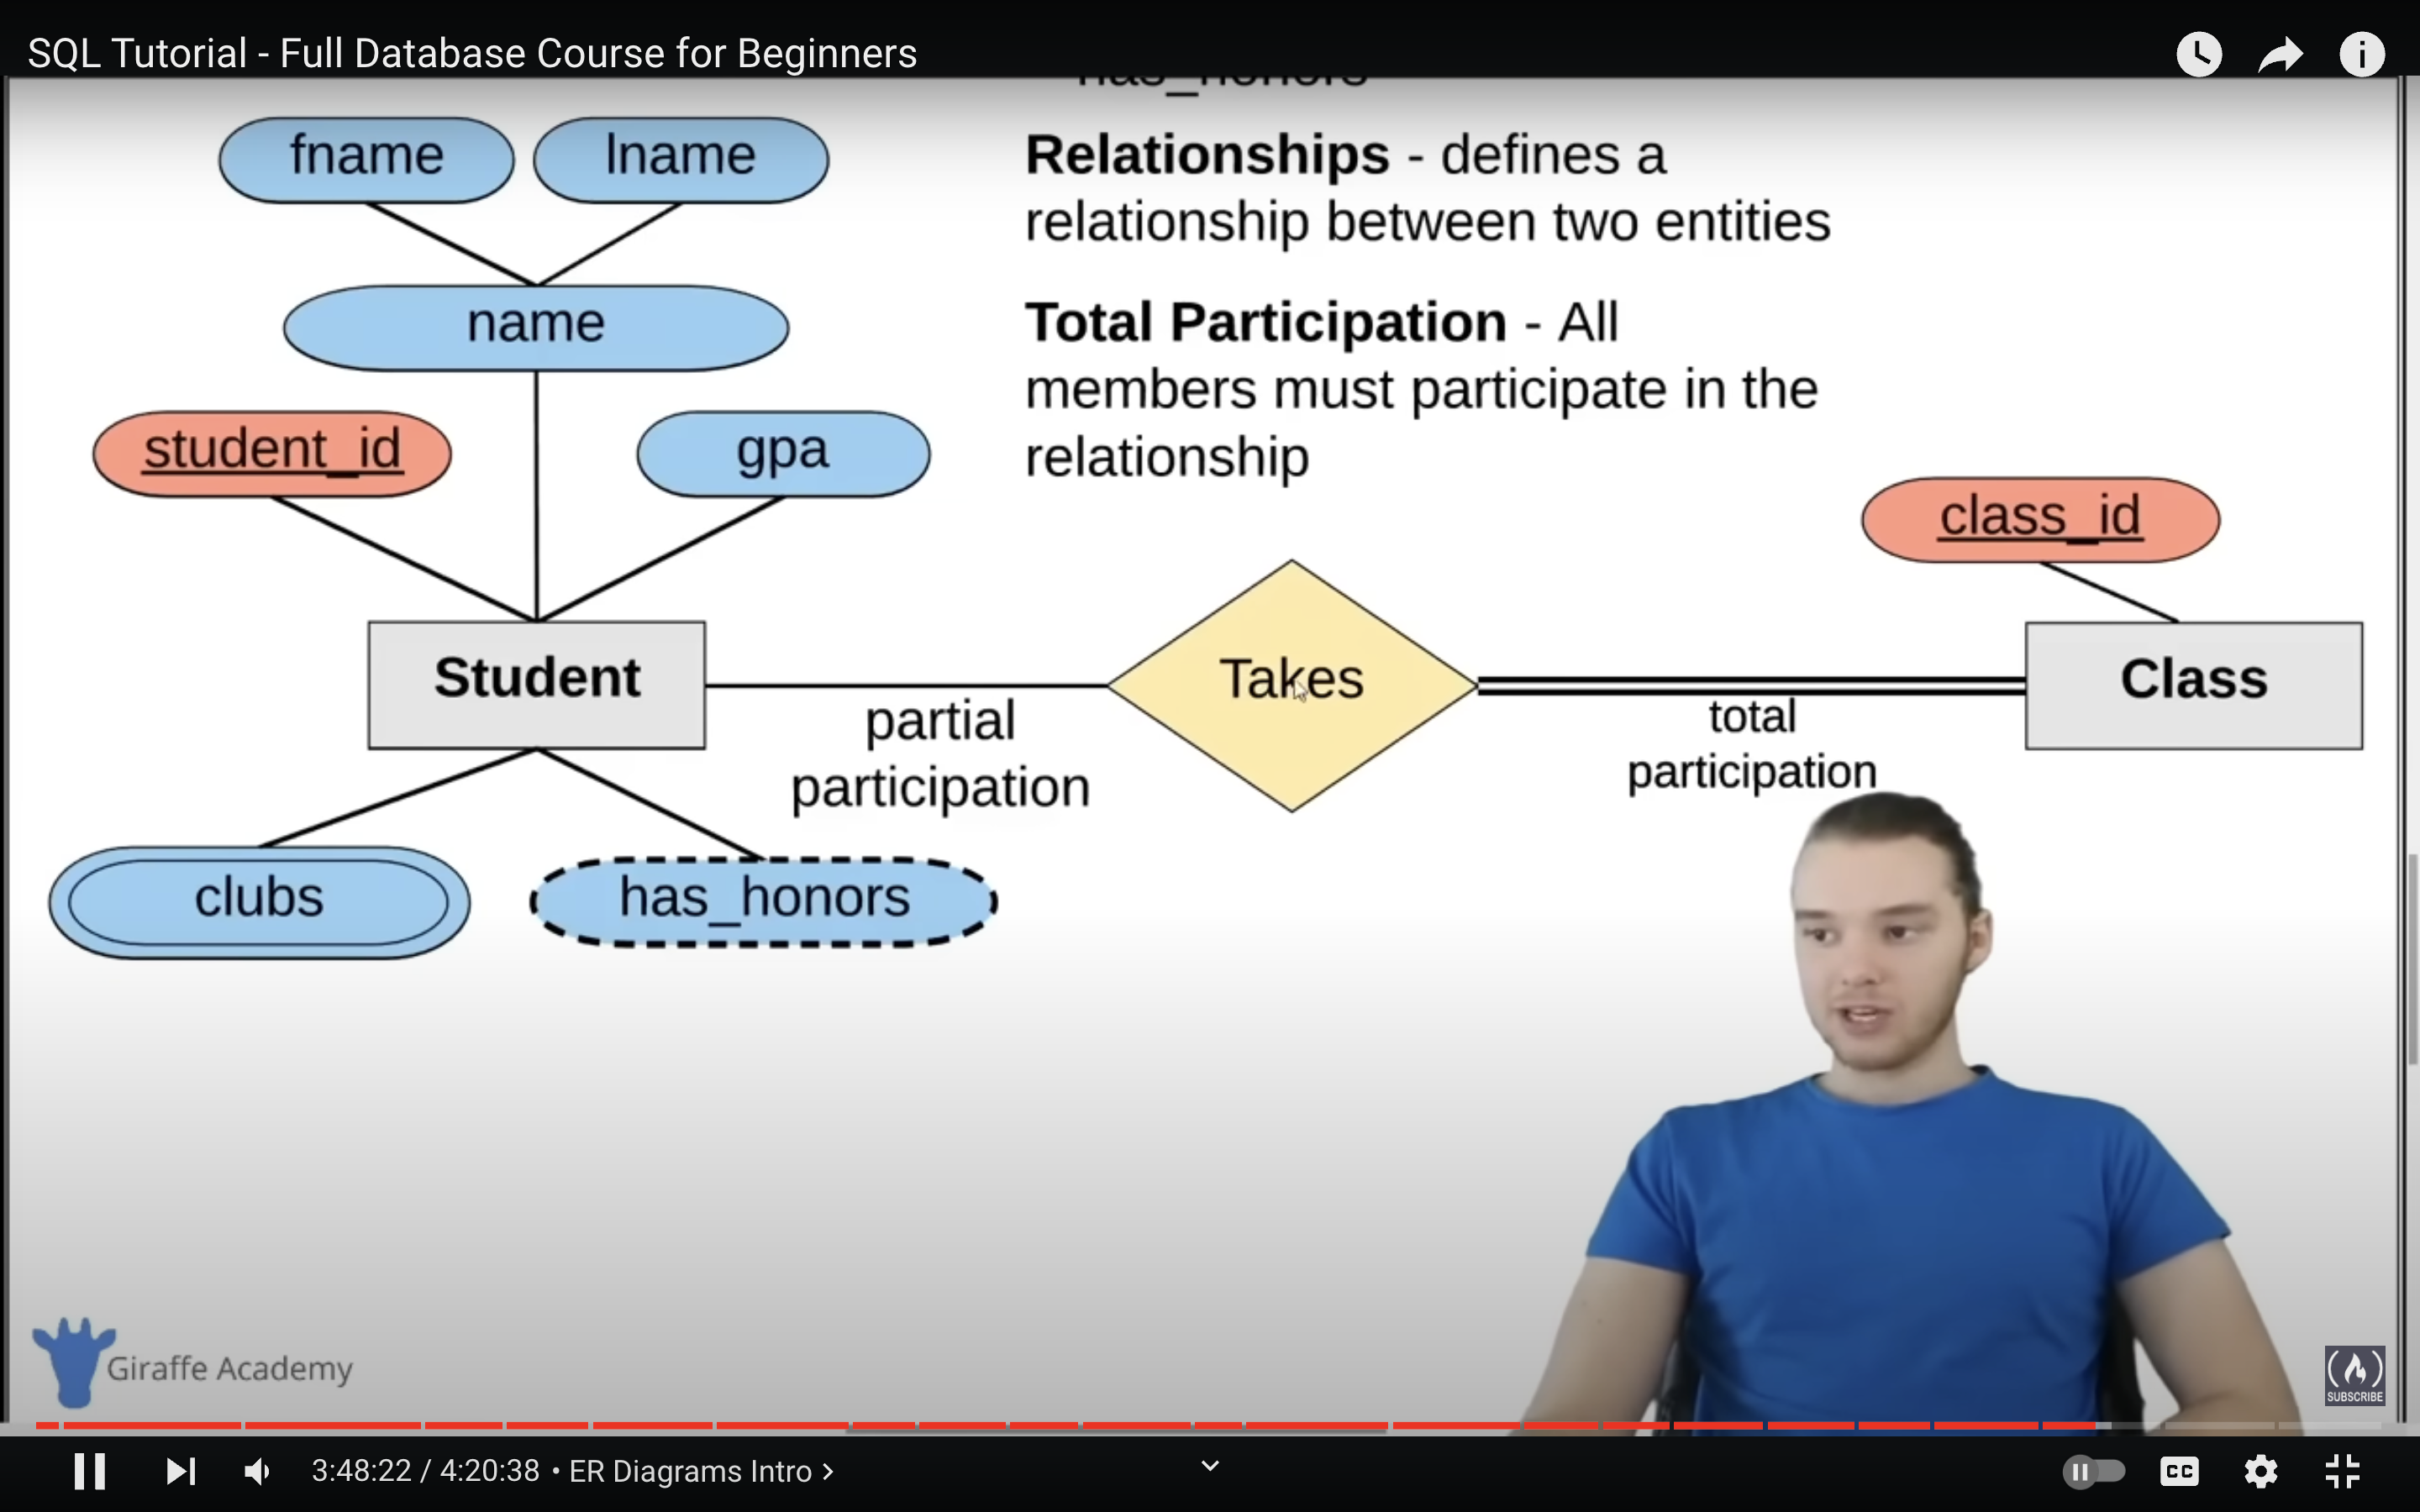 SQL Tutorial - Full Database Course for Beginners
has_honors
fname
lname
Relationships - defines a
relationship between two entities
name
Total Participation - All
members must participate in the
relationship
student_id
gpa
class_id
Student
Takes
Class
partial
participation
total
participation
clubs
has_honors
Giraffe Academy
SUBSCRIBE
3:48:22 / 4:20:38 • ER Diagrams Intro >
CC